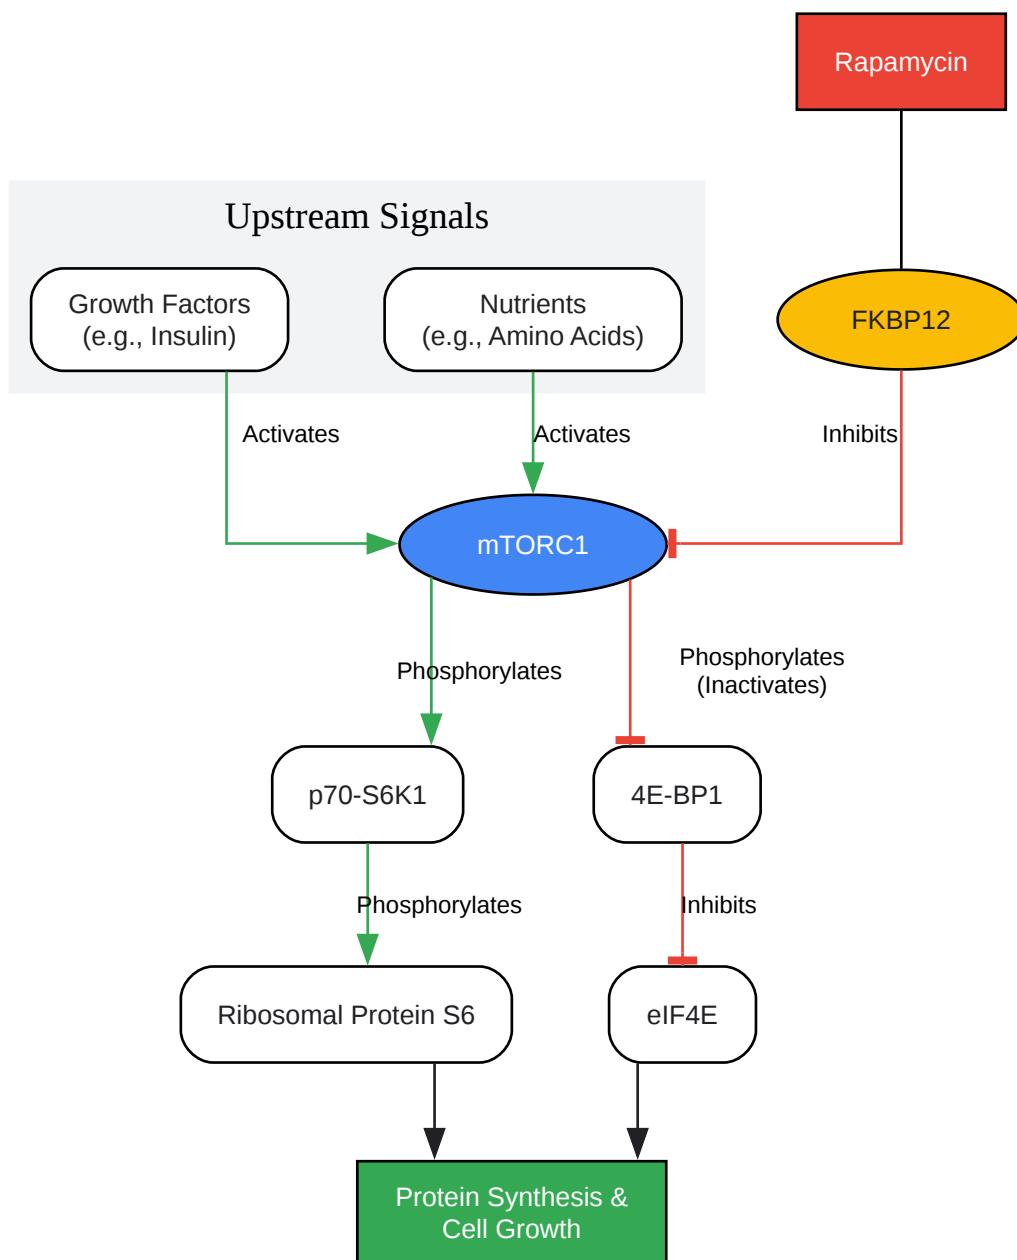 Rapamycin
Upstream Signals
Growth Factors
(e.g., Insulin)
Nutrients
(e.g., Amino Acids)
FKBP12
Activates
Activates
Inhibits
mTORC1
Phosphorylates
Phosphorylates
(Inactivates)
p70-S6K1
4E-BP1
Phosphorylates
Inhibits
Ribosomal Protein S6
eIF4E
Protein Synthesis &
Cell Growth